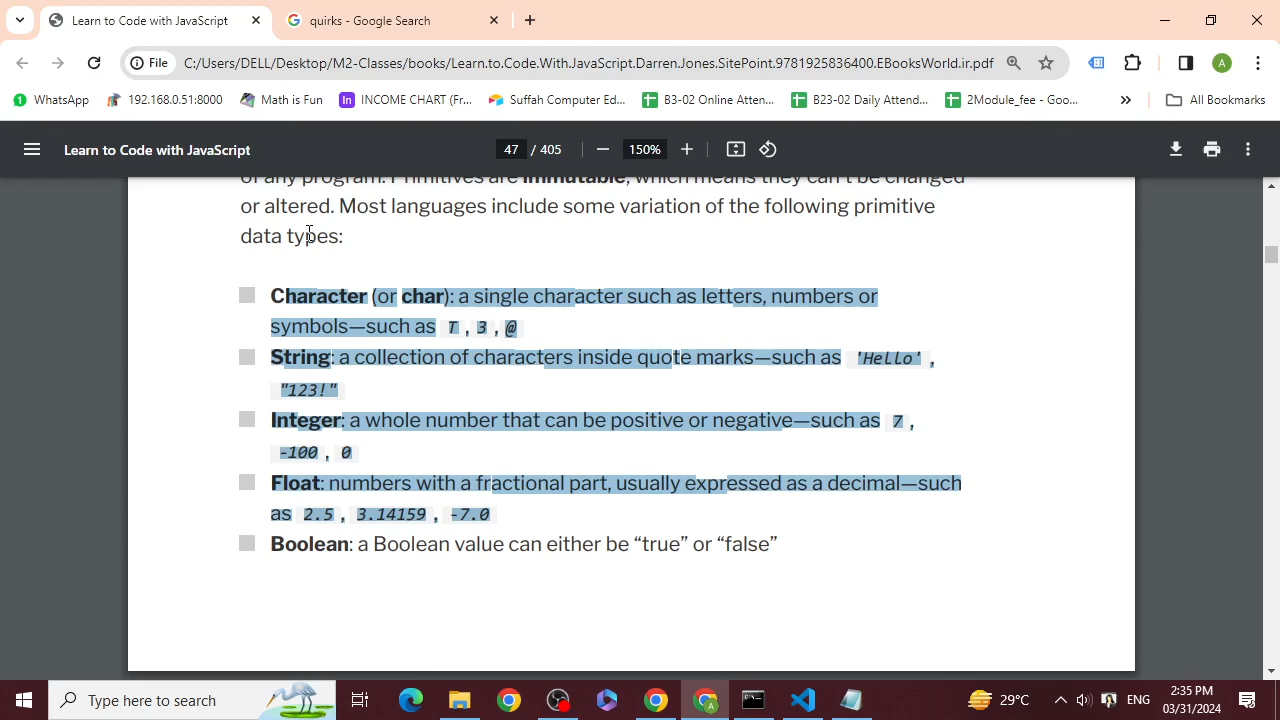 Learn to Code with JavaScript
quirks - Google Search
File
C:/Users/DELL/Desktop/M2-Classes/books/Learn.to.Code.With.JavaScript.Darren.Jones.SitePoint.9781925836400.EBooksWorld.ir.pdf
A
WhatsApp
192.168.0.51:8000
Math is Fun
In INCOME CHART (Fr...
Suffah Computer Ed...
B3-02 Online Atten...
B23-02 Daily Attend...
2Module_fee - Goo...
»
All Bookmarks
Learn to Code with JavaScript
47 / 405
150%
of any program. Primitives are immutable, which means they can't be changed
or altered. Most languages include some variation of the following primitive
data types:
Character (or char): a single character such as letters, numbers or
symbols—such as T , 3 , @
String: a collection of characters inside quote marks—such as 'Hello' ,
"123!"
Integer: a whole number that can be positive or negative—such as 7 ,
-100 , 0
Float: numbers with a fractional part, usually expressed as a decimal—such
as 2.5 , 3.14159 , -7.0
Boolean: a Boolean value can either be “true” or “false”
Type here to search
A
29°C
ENG
2:35 PM
03/31/2024